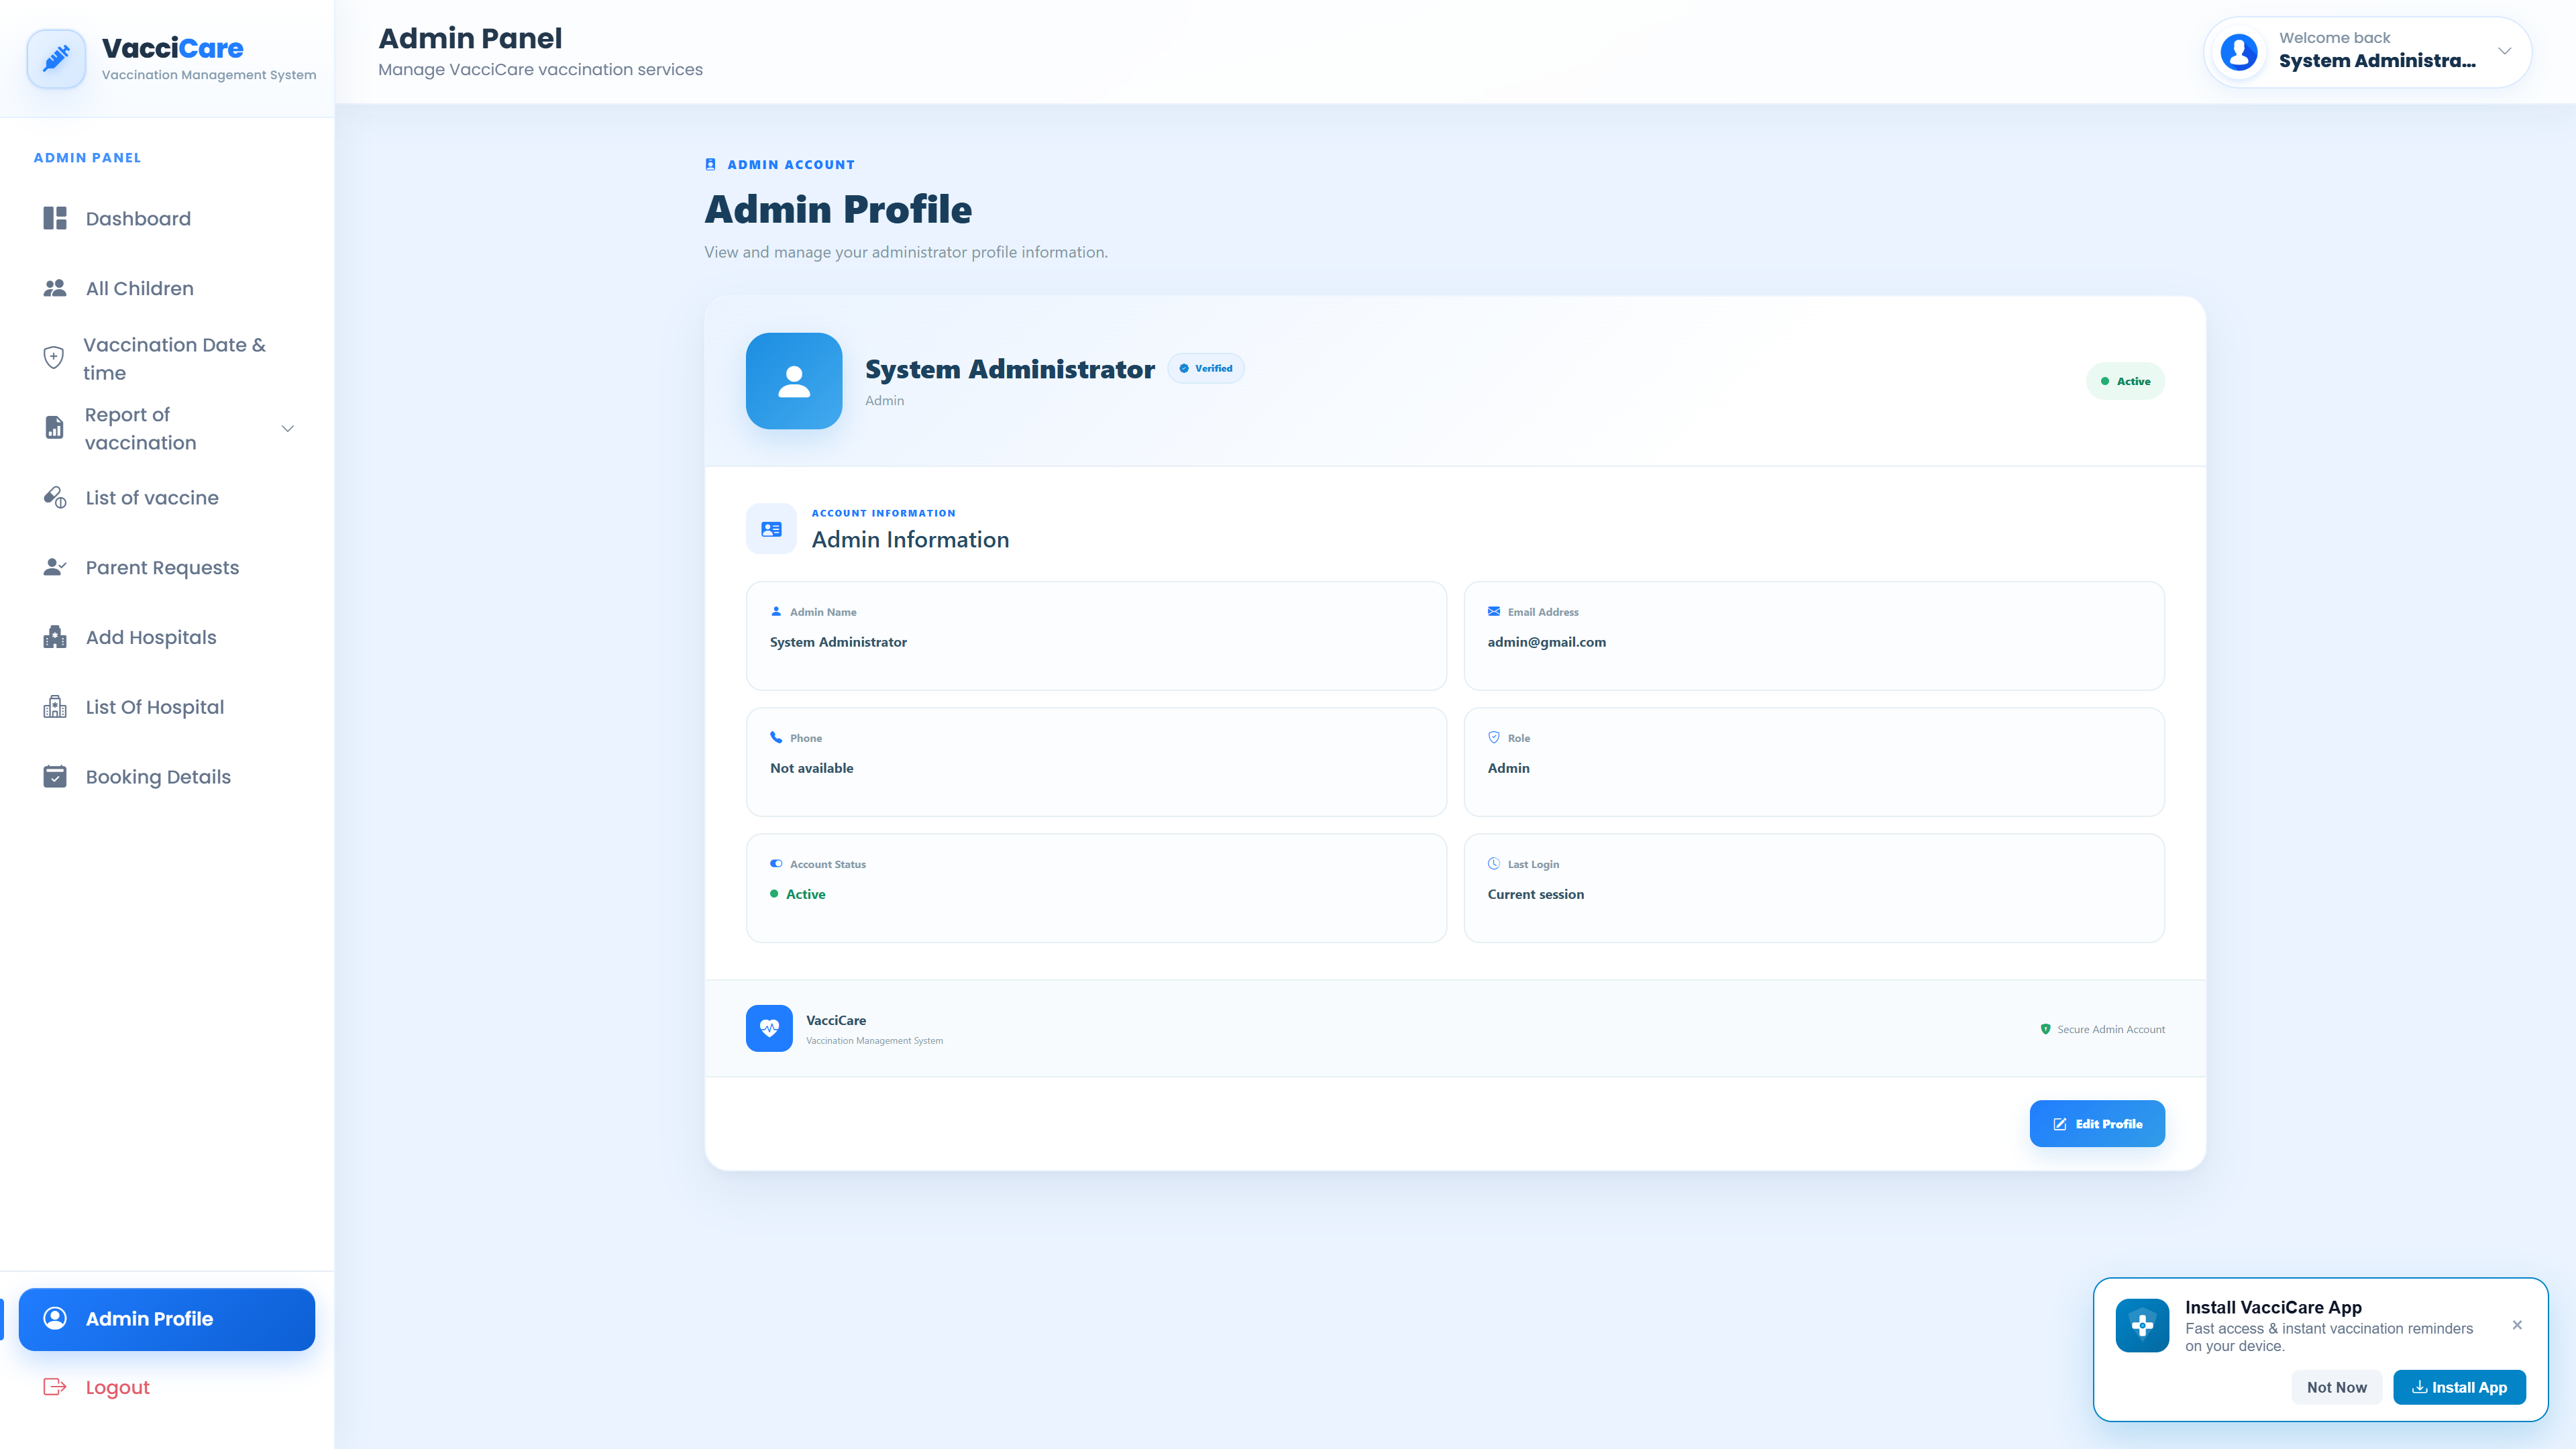 VacciCare
Vaccination Management System
ADMIN PANEL
Dashboard
All Children
Vaccination Date &
time
Report of
vaccination
List of vaccine
Parent Requests
Add Hospitals
List Of Hospital
Booking Details
Admin Profile
Logout
Admin Panel
Manage VacciCare vaccination services
Welcome back
System Administra...
ADMIN ACCOUNT
Admin Profile
View and manage your administrator profile information.
System Administrator
Verified
Admin
Active
ACCOUNT INFORMATION
Admin Information
Admin Name
System Administrator
Email Address
admin@gmail.com
Phone
Not available
Role
Admin
Account Status
Active
Last Login
Current session
VacciCare
Vaccination Management System
Secure Admin Account
Edit Profile
Install VacciCare App
Fast access & instant vaccination reminders
on your device.
Not Now
Install App